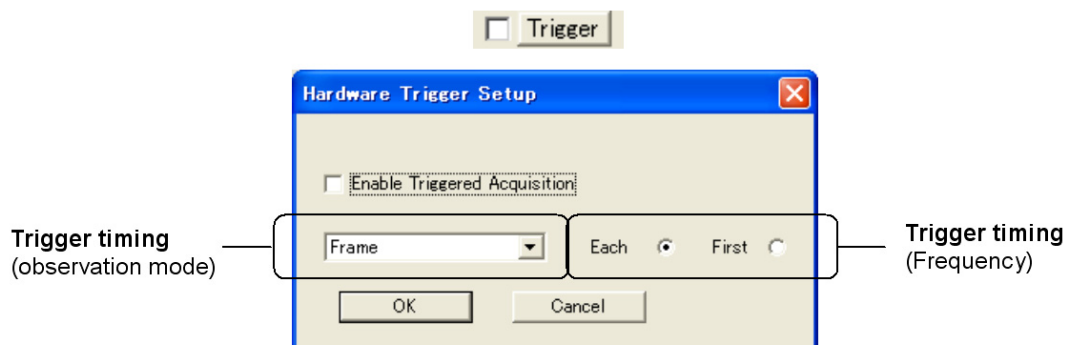 Trigger
Hardware Trigger Setup
Enable Triggered Acquisition
Trigger timing
(observation mode)
Frame
Each
First
Trigger timing
(Frequency)
OK
Cancel